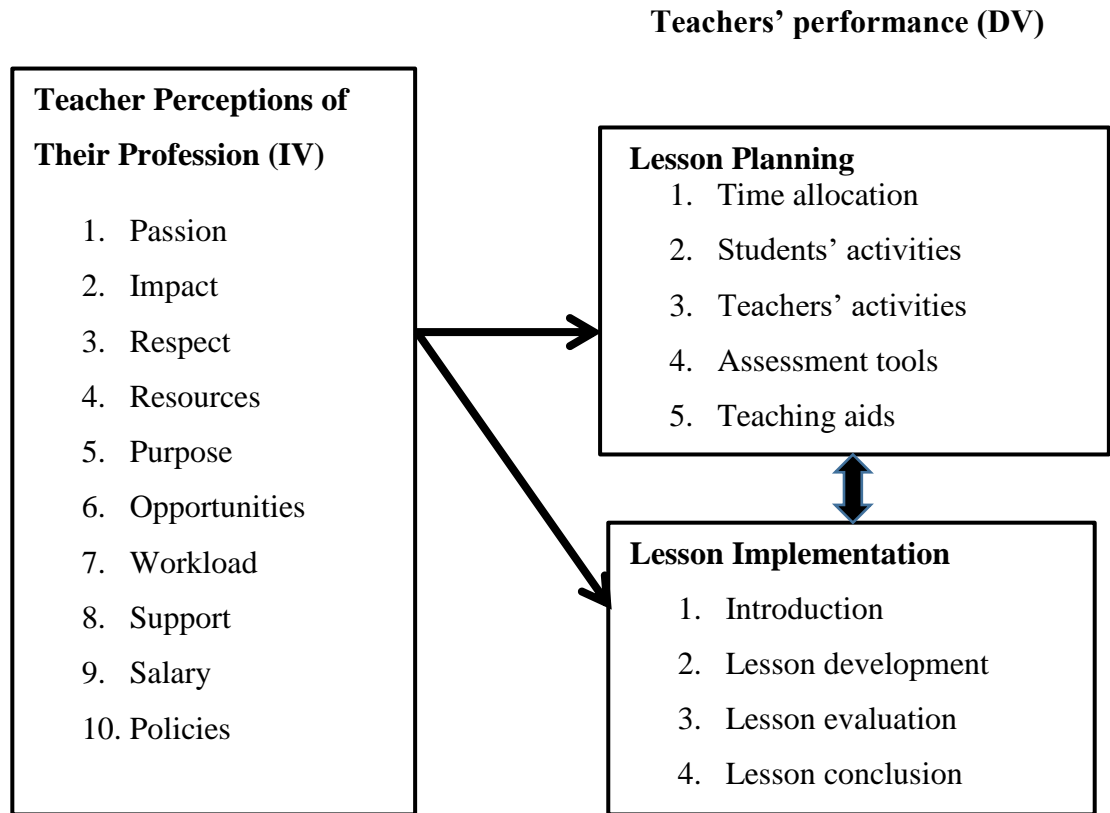 Teachers’ performance (DV)
Teacher Perceptions of
Their Profession (IV)
1. Passion
2. Impact
3. Respect
4. Resources
5. Purpose
6. Opportunities
7. Workload
8. Support
9. Salary
10. Policies
Lesson Planning
1. Time allocation
2. Students’ activities
3. Teachers’ activities
4. Assessment tools
5. Teaching aids
Lesson Implementation
1. Introduction
2. Lesson development
3. Lesson evaluation
4. Lesson conclusion